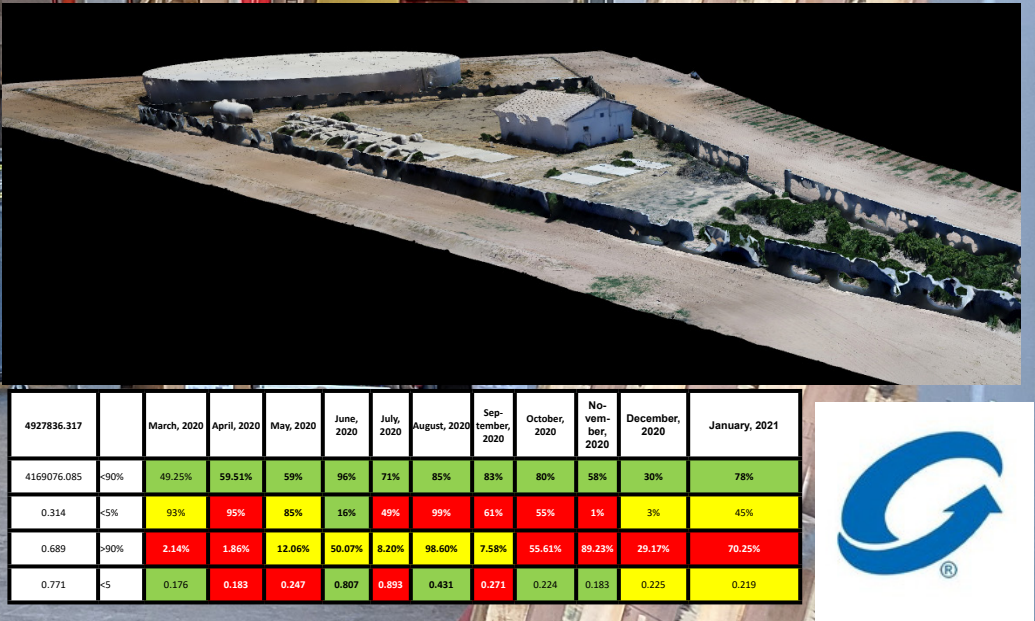 4927836.317 March, 2020 April, 2020 May, 2020 June, 2020 July, 2020 August, 2020 Sep-tember, 2020 October, 2020 No-vem-ber, 2020 December, 2020 January, 2021
4169076.085 <90% 49.25% 59.51% 59% 96% 71% 85% 83% 80% 58% 30% 78%
0.314 <5% 93% 95% 85% 16% 49% 99% 61% 55% 1% 3% 45%
0.689 >90% 2.14% 1.86% 12.06% 50.07% 8.20% 98.60% 7.58% 55.61% 89.23% 29.17% 70.25%
0.771 <5 0.176 0.183 0.247 0.807 0.893 0.431 0.271 0.224 0.183 0.225 0.219
®